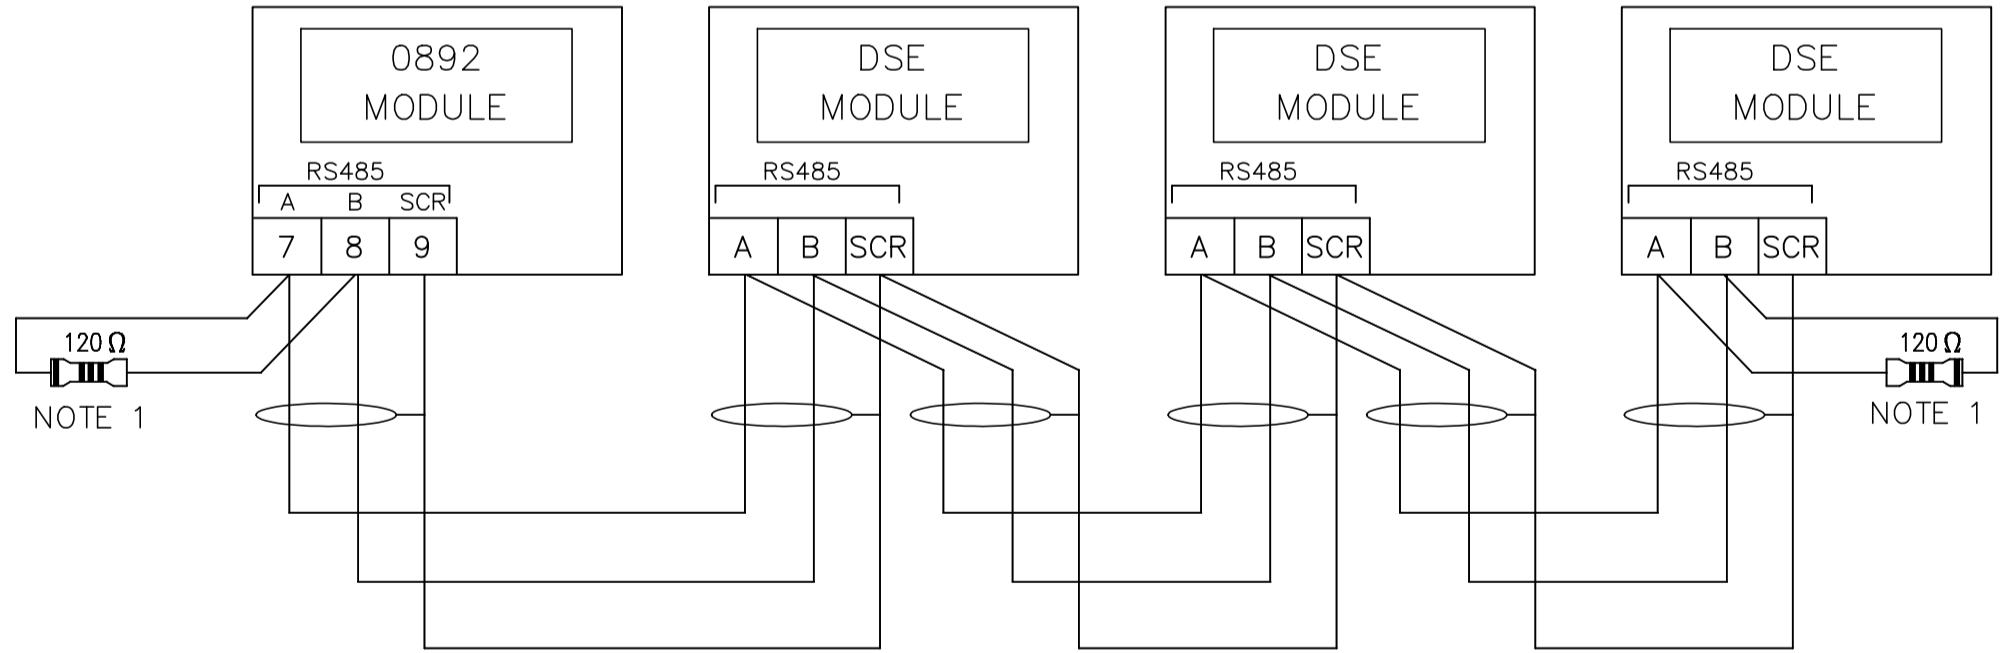 0892
MODULE
RS485
A B SCR
7 8 9
120 Ω
NOTE 1
DSE
MODULE
RS485
A B SCR
DSE
MODULE
RS485
A B SCR
DSE
MODULE
RS485
A B SCR
120 Ω
NOTE 1